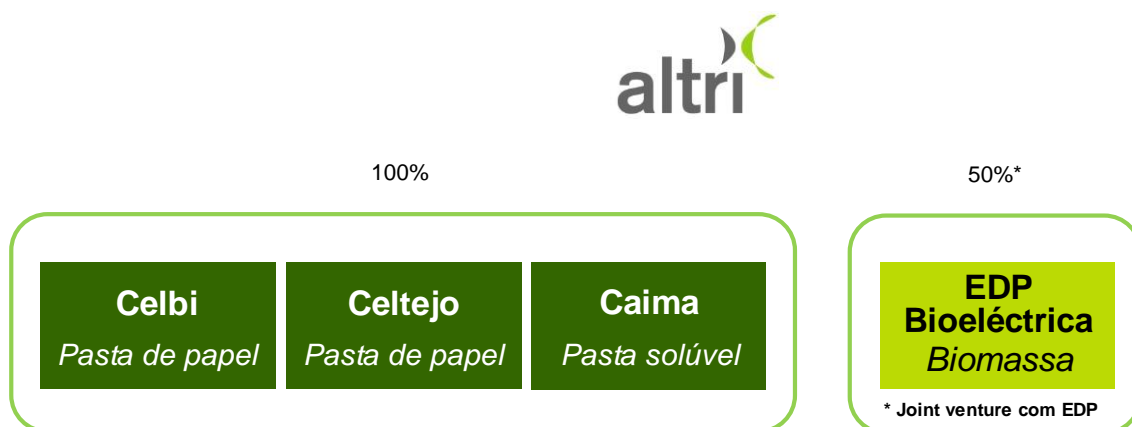 altri
100%
50%*
Celbi
Pasta de papel
Celtejo
Pasta de papel
Caima
Pasta solúvel
EDP
Bioeléctrica
Biomassa
* Joint venture com EDP